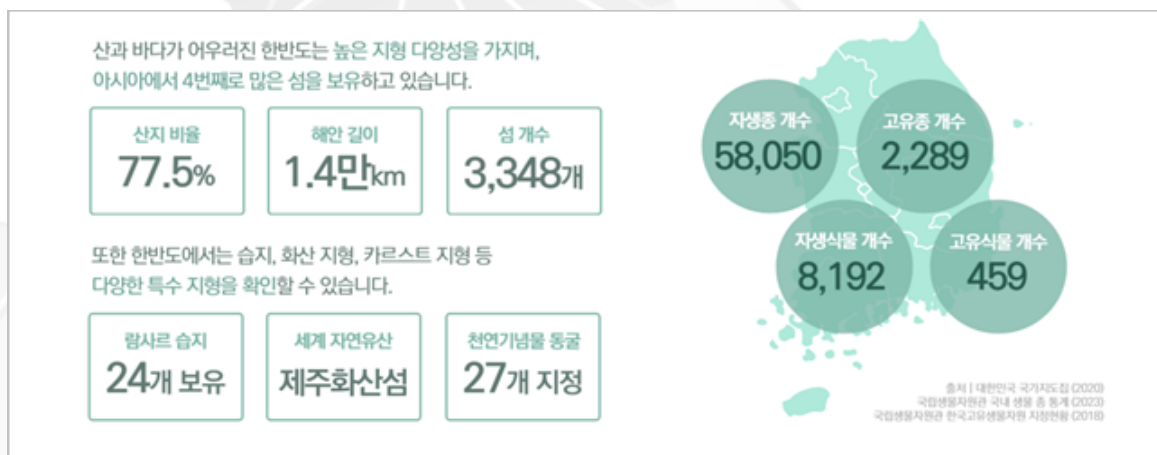 산과 바다가 어우러진 한반도는 높은 지형 다양성을 가지며,
아시아에서 4번째로 많은 섬을 보유하고 있습니다.
산지 비율
77.5%
해안 길이
1.4만km
섬 개수
3,348개
또한 한반도에서는 습지, 화산 지형, 카르스트 지형 등
다양한 특수 지형을 확인할 수 있습니다.
람사르 습지
24개 보유
세계 자연유산
제주화산섬
천연기념물 동굴
27개 지정
자생종 개수
58,050
고유종 개수
2,289
자생식물 개수
8,192
고유식물 개수
459
출처 | 대한민국 국가지도집 (2020)
국립생물자원관 국내 생물 종 통계 (2023)
국립생물자원관 한국고유생물자원 지정현황 (2018)